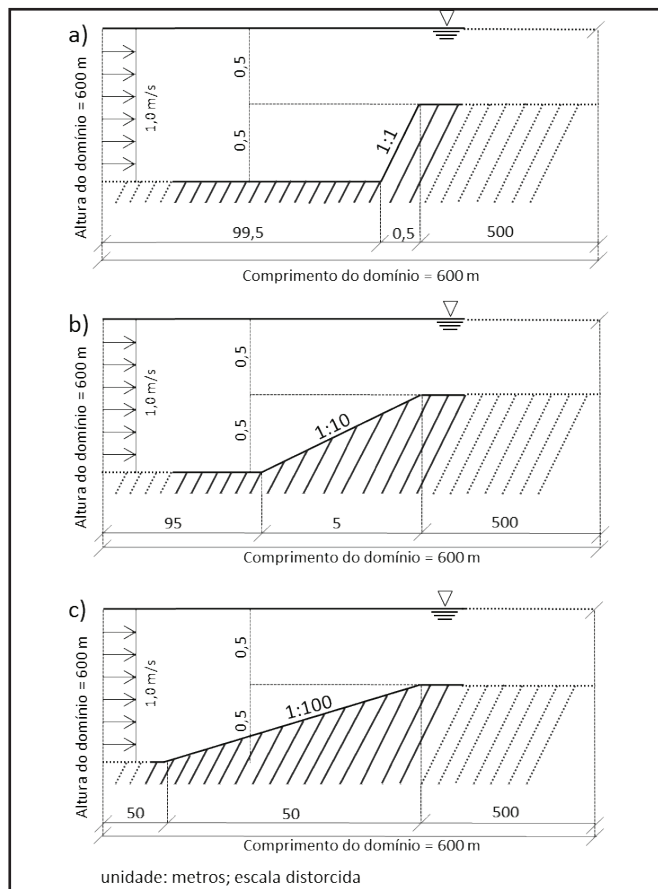 a)
Altura do domínio = 600 m
1,0 m/s
0,5
0,5
1:1
99,5
0,5
500
Comprimento do domínio = 600 m
b)
Altura do domínio = 600 m
1,0 m/s
0,5
0,5
1:10
95
5
500
Comprimento do domínio = 600 m
c)
Altura do domínio = 600 m
1,0 m/s
0,5
0,5
1:100
50
50
500
Comprimento do domínio = 600 m
unidade: metros; escala distorcida